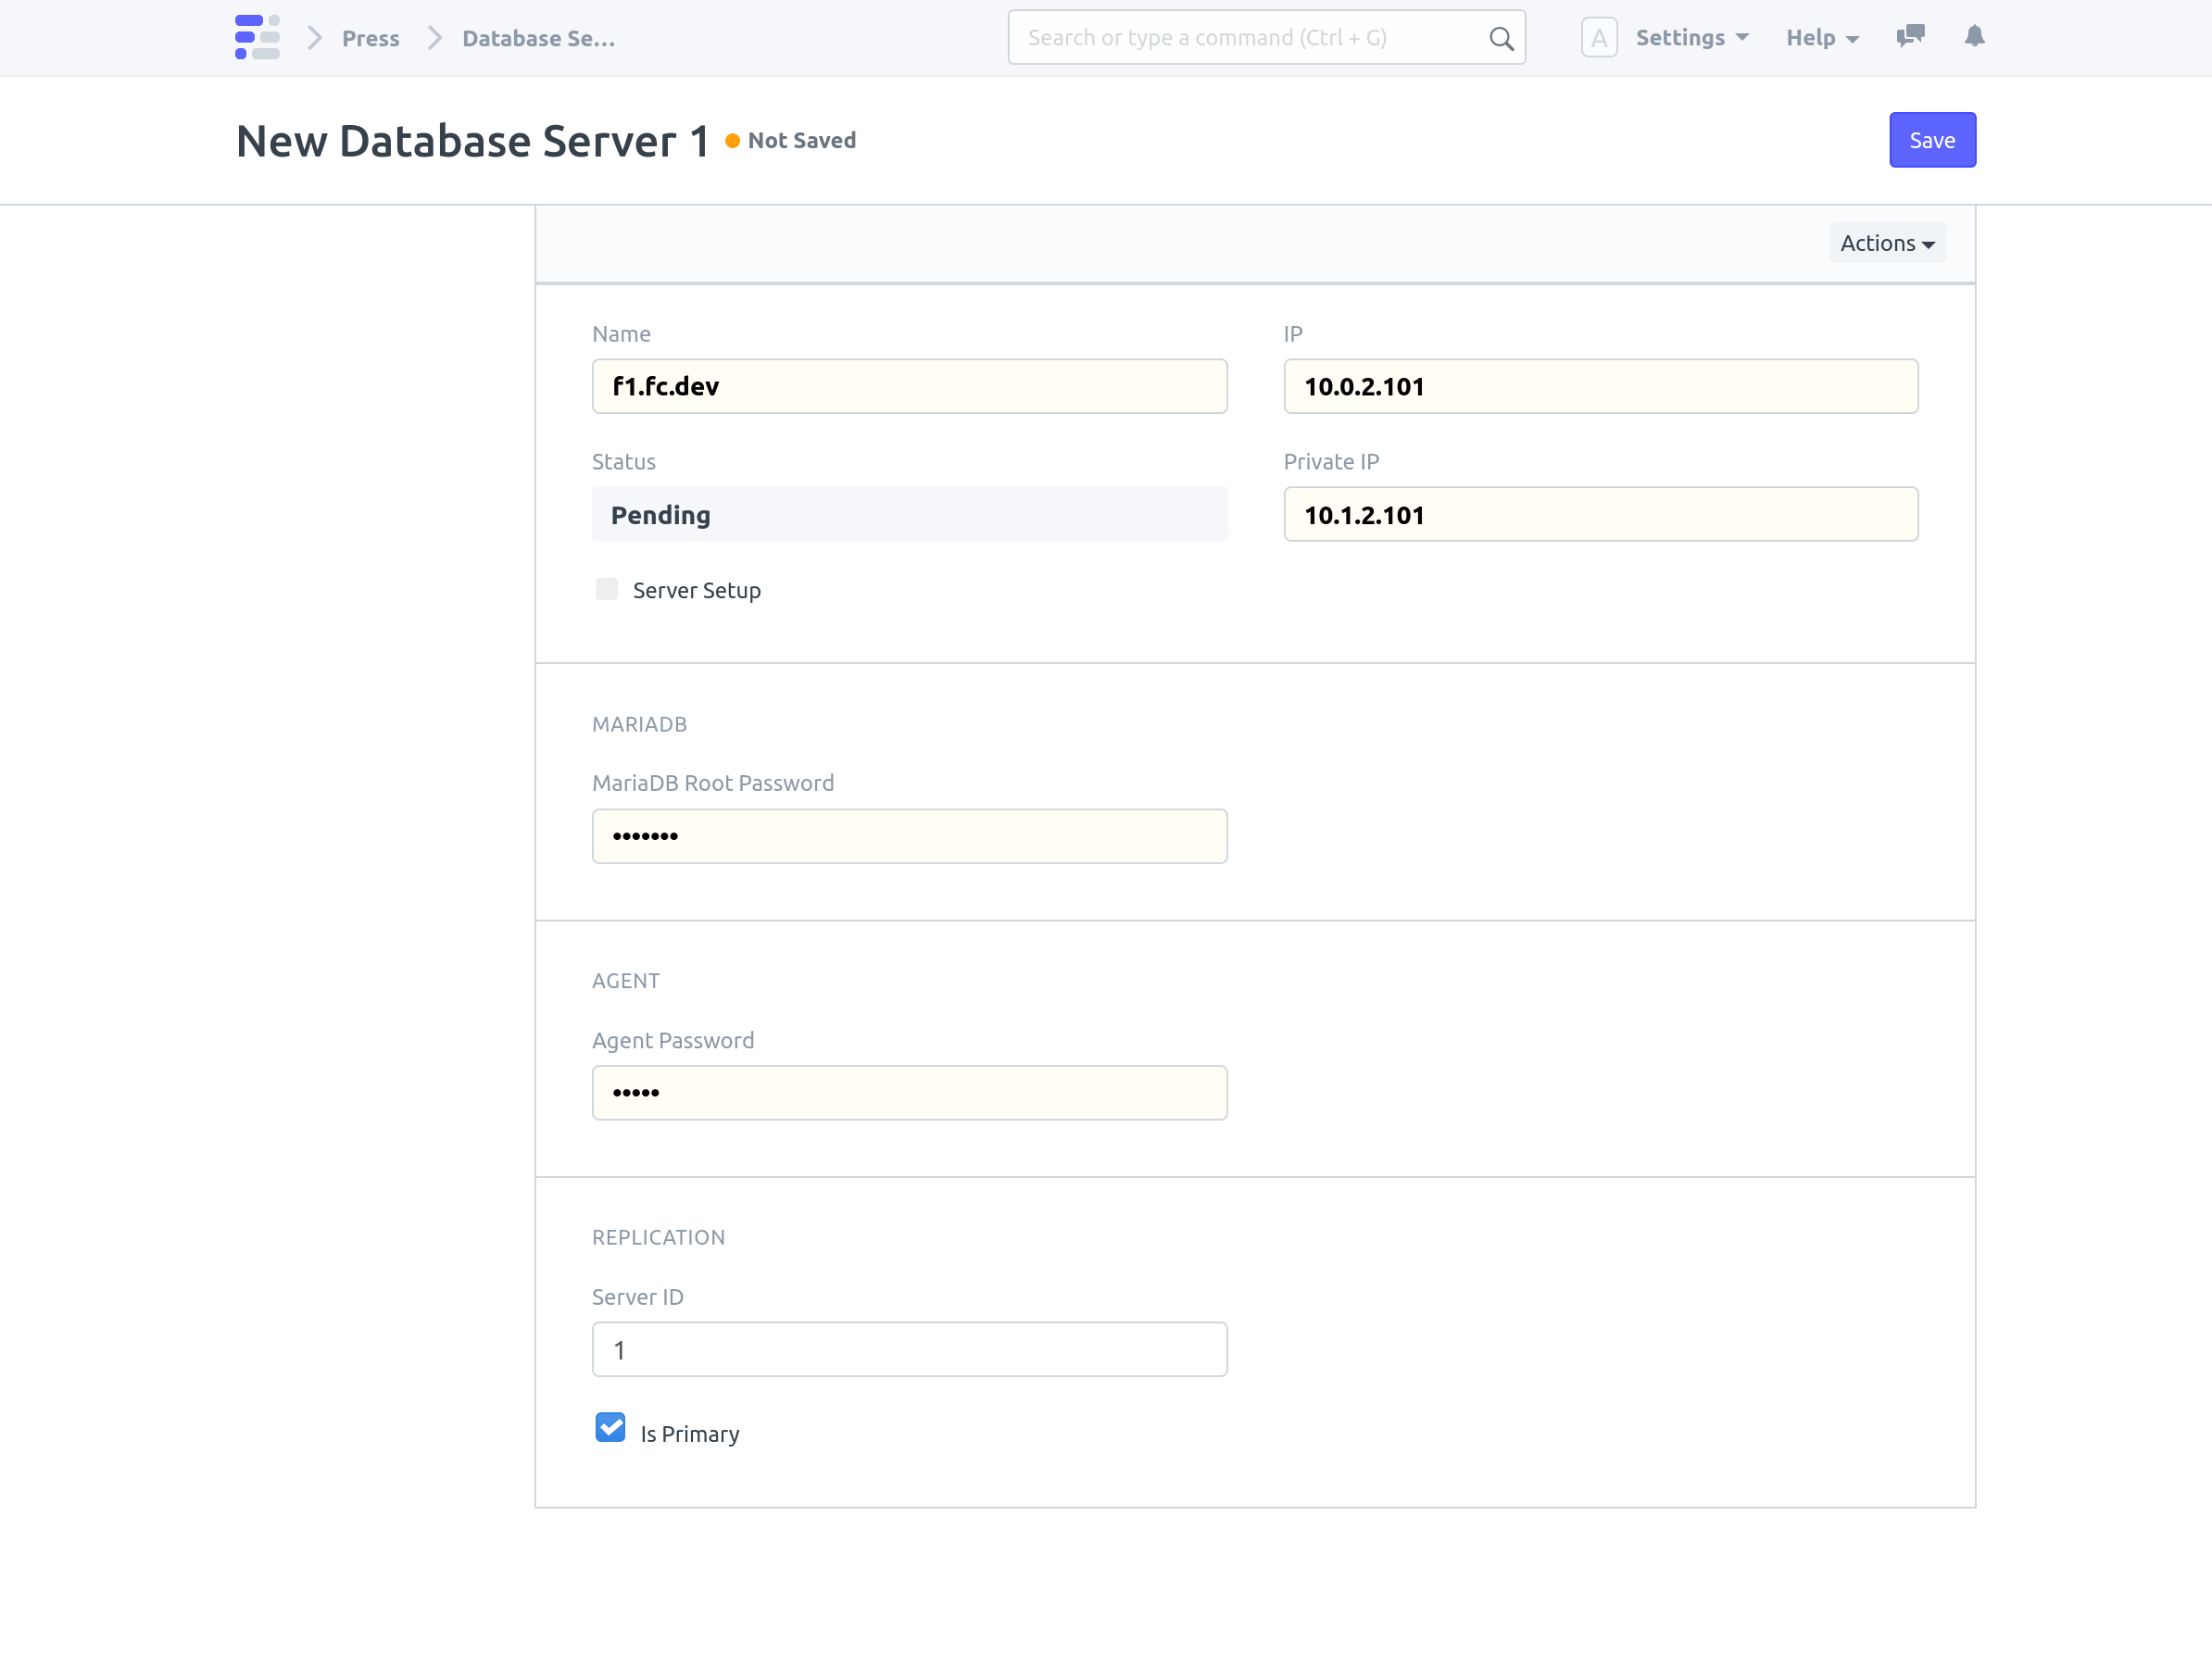 Press
Database Se...
Search or type a command (Ctrl + G)
A
Settings
Help
New Database Server 1
Not Saved
Save
Actions
Name
IP
f1.fc.dev
10.0.2.101
Status
Private IP
Pending
10.1.2.101
Server Setup
MARIADB
MariaDB Root Password
•••••••
AGENT
Agent Password
•••••
REPLICATION
Server ID
1
Is Primary